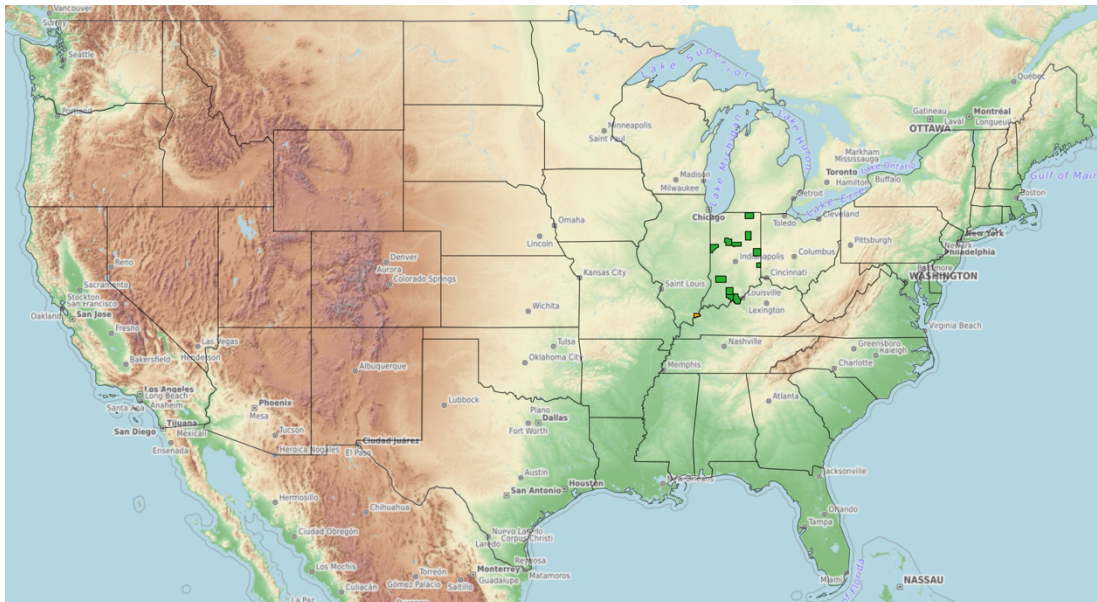 Vancouver
Seattle
Portland
Québec
Gatineau
Montréal
Laval
Longueuil
OTTAWA
Lake Superior
Minneapolis
Saint Paul
Lake Michigan
Lake Huron
Markham
Mississauga
Toronto
Lake Ontario
Hamilton
Buffalo
Gulf of Main
Boston
Madison
Milwaukee
Detroit
Lake Erie
Chicago
Toledo
Cleveland
New York
Omaha
Pittsburgh
Newark
Lincoln
Philadelphia
Reno
Denver
Indianapolis
Columbus
Aurora
Colorado Springs
Kansas City
Cincinnati
Baltimore
WASHINGTON
Sacramento
Saint Louis
Stockton
San Francisco
Louisville
Oakland
San Jose
Wichita
Lexington
Fresno
Virginia Beach
Las Vegas
Henderson
Tulsa
Nashville
Greensboro
Raleigh
Bakersfield
Oklahoma City
Memphis
Charlotte
Albuquerque
Los Angeles
Long Beach
Anaheim
Santa Ana
Phoenix
Mesa
Lubbock
Plano
Dallas
Atlanta
Tijuana
San Diego
Mexicali
Tucson
Fort Worth
Ensenada
Heroica Nogales
Ciudad Juárez
El Paso
Austin
Jacksonville
Hermosillo
San Antonio
Houston
New Orleans
Chihuahua
Orlando
Tampa
Ciudad Obregón
Nuevo Laredo
Corpus Christi
Laredo
Los Mochis
Reynosa
Torreón
Monterrey
Matamoros
Miami
NASSAU
Culiacán
Gómez Palacio
Saltillo
Guadalupe
of Florida
La Paz